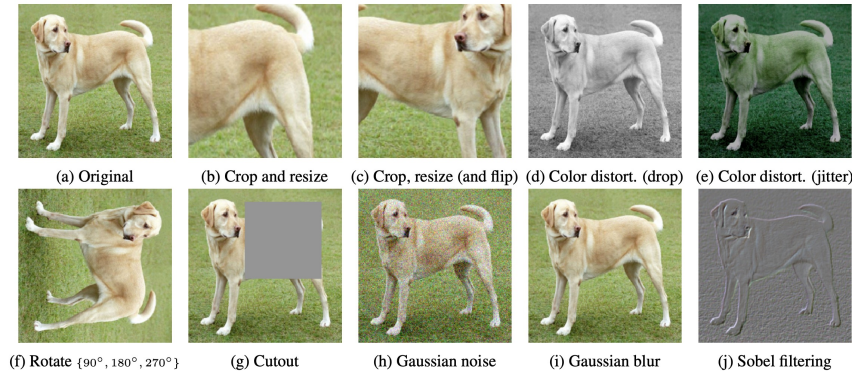 (a) Original
(b) Crop and resize
(c) Crop, resize (and flip)
(d) Color distort. (drop)
(e) Color distort. (jitter)
(f) Rotate {90°, 180°, 270°}
(g) Cutout
(h) Gaussian noise
(i) Gaussian blur
(j) Sobel filtering